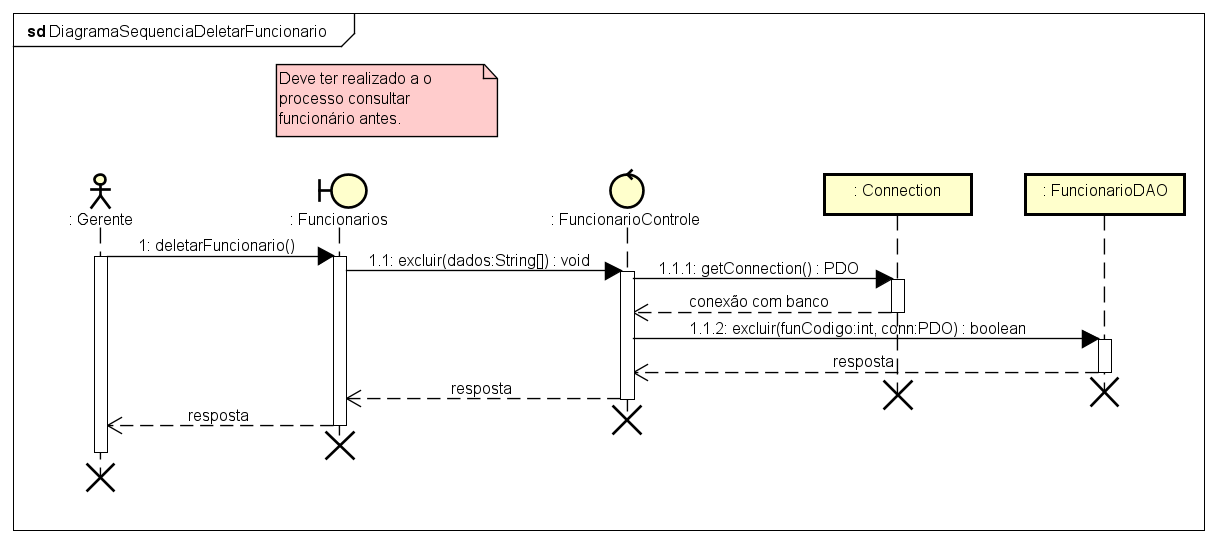 sd DiagramaSequenciaDeletarFuncionario
Deve ter realizado a o
processo consultar
funcionário antes.
: Gerente
: Funcionarios
: FuncionarioControle
: Connection
: FuncionarioDAO
1: deletarFuncionario()
1.1: excluir(dados:String[]) : void
1.1.1: getConnection() : PDO
conexão com banco
1.1.2: excluir(funCodigo:int, conn:PDO) : boolean
resposta
resposta
resposta